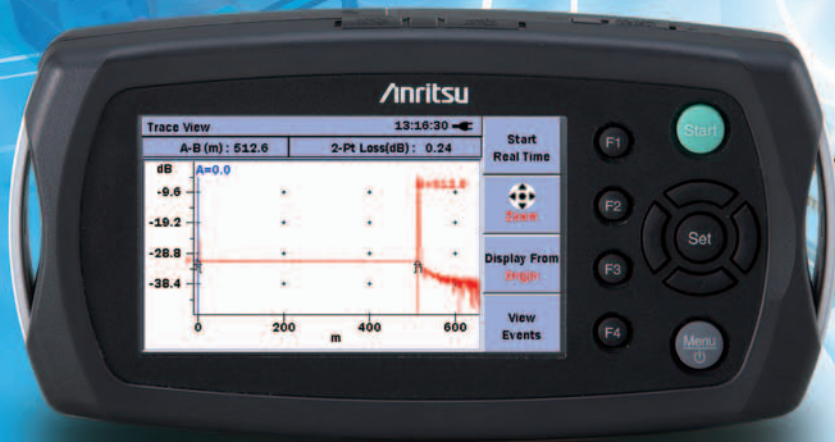 Anritsu
Trace View 13:16:30
A-B (m) : 512.6 2-Pt Loss(dB) : 0.24
dB A=0.0
-9.6
-19.2
-28.8
-38.4
0 200 400 600
m
Start
Real Time
Zoom
Display From
Origin
View
Events
F1
F2
F3
F4
Start
Set
Menu